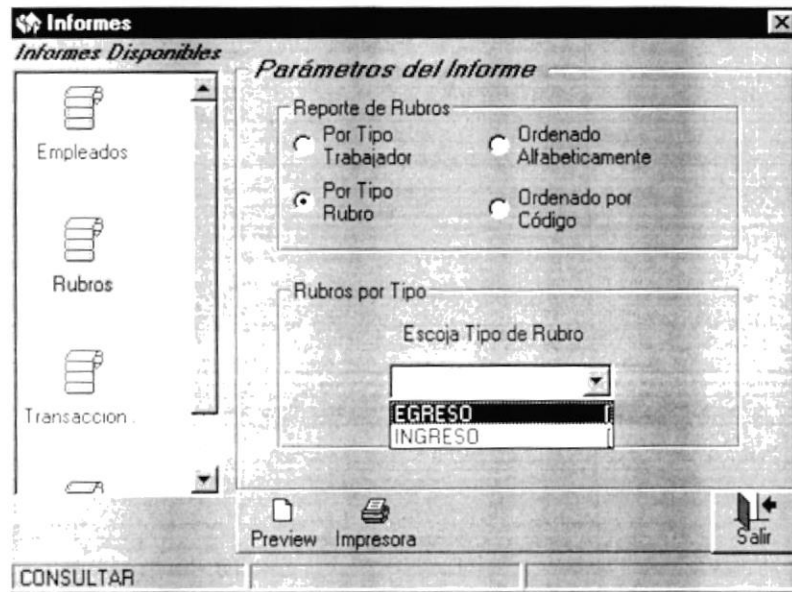 Informes
Informes Disponibles
Empleados
Rubros
Transaccion .
Parámetros del Informe
Reporte de Rubros
Por Tipo
Trabajador
Ordenado
Alfabeticamente
Por Tipo
Rubro
Ordenado por
Código
Rubros por Tipo
Escoja Tipo de Rubro
EGRESO [
INGRESO [
Preview Impresora
Salir
CONSULTAR